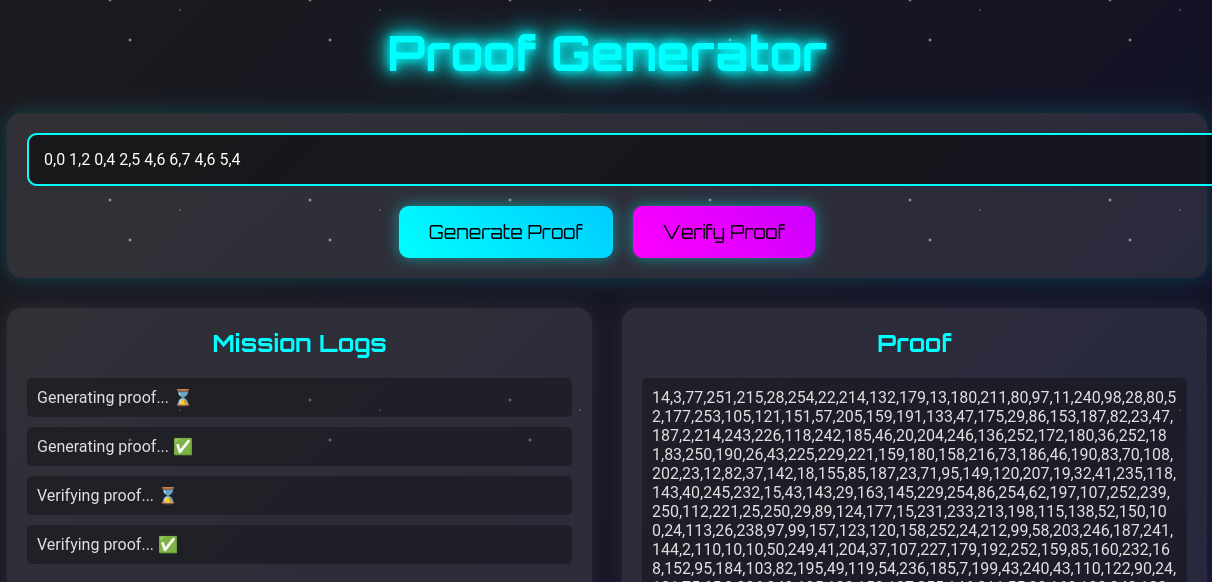 Proof Generator
0,0 1,2 0,4 2,5 4,6 6,7 4,6 5,4
Generate Proof
Verify Proof
Mission Logs
Generating proof... ⌛
Generating proof... ✅
Verifying proof... ⌛
Verifying proof... ✅
Proof
14,3,77,251,215,28,254,22,214,132,179,13,180,211,80,97,11,240,98,28,80,5
2,177,253,105,121,151,57,205,159,191,133,47,175,29,86,153,187,82,23,47,
187,2,214,243,226,118,242,185,46,20,204,246,136,252,172,180,36,252,18
1,83,250,190,26,43,225,229,221,159,180,158,216,73,186,46,190,83,70,108,
202,23,12,82,37,142,18,155,85,187,23,71,95,149,120,207,19,32,41,235,118,
143,40,245,232,15,43,143,29,163,145,229,254,86,254,62,197,107,252,239,
250,112,221,25,250,29,89,124,177,15,231,233,213,198,115,138,52,150,10
0,24,113,26,238,97,99,157,123,120,158,252,24,212,99,58,203,246,187,241,
144,2,110,10,10,50,249,41,204,37,107,227,179,192,252,159,85,160,232,16
8,152,95,184,103,82,195,49,119,54,236,185,7,199,43,240,43,110,122,90,24,